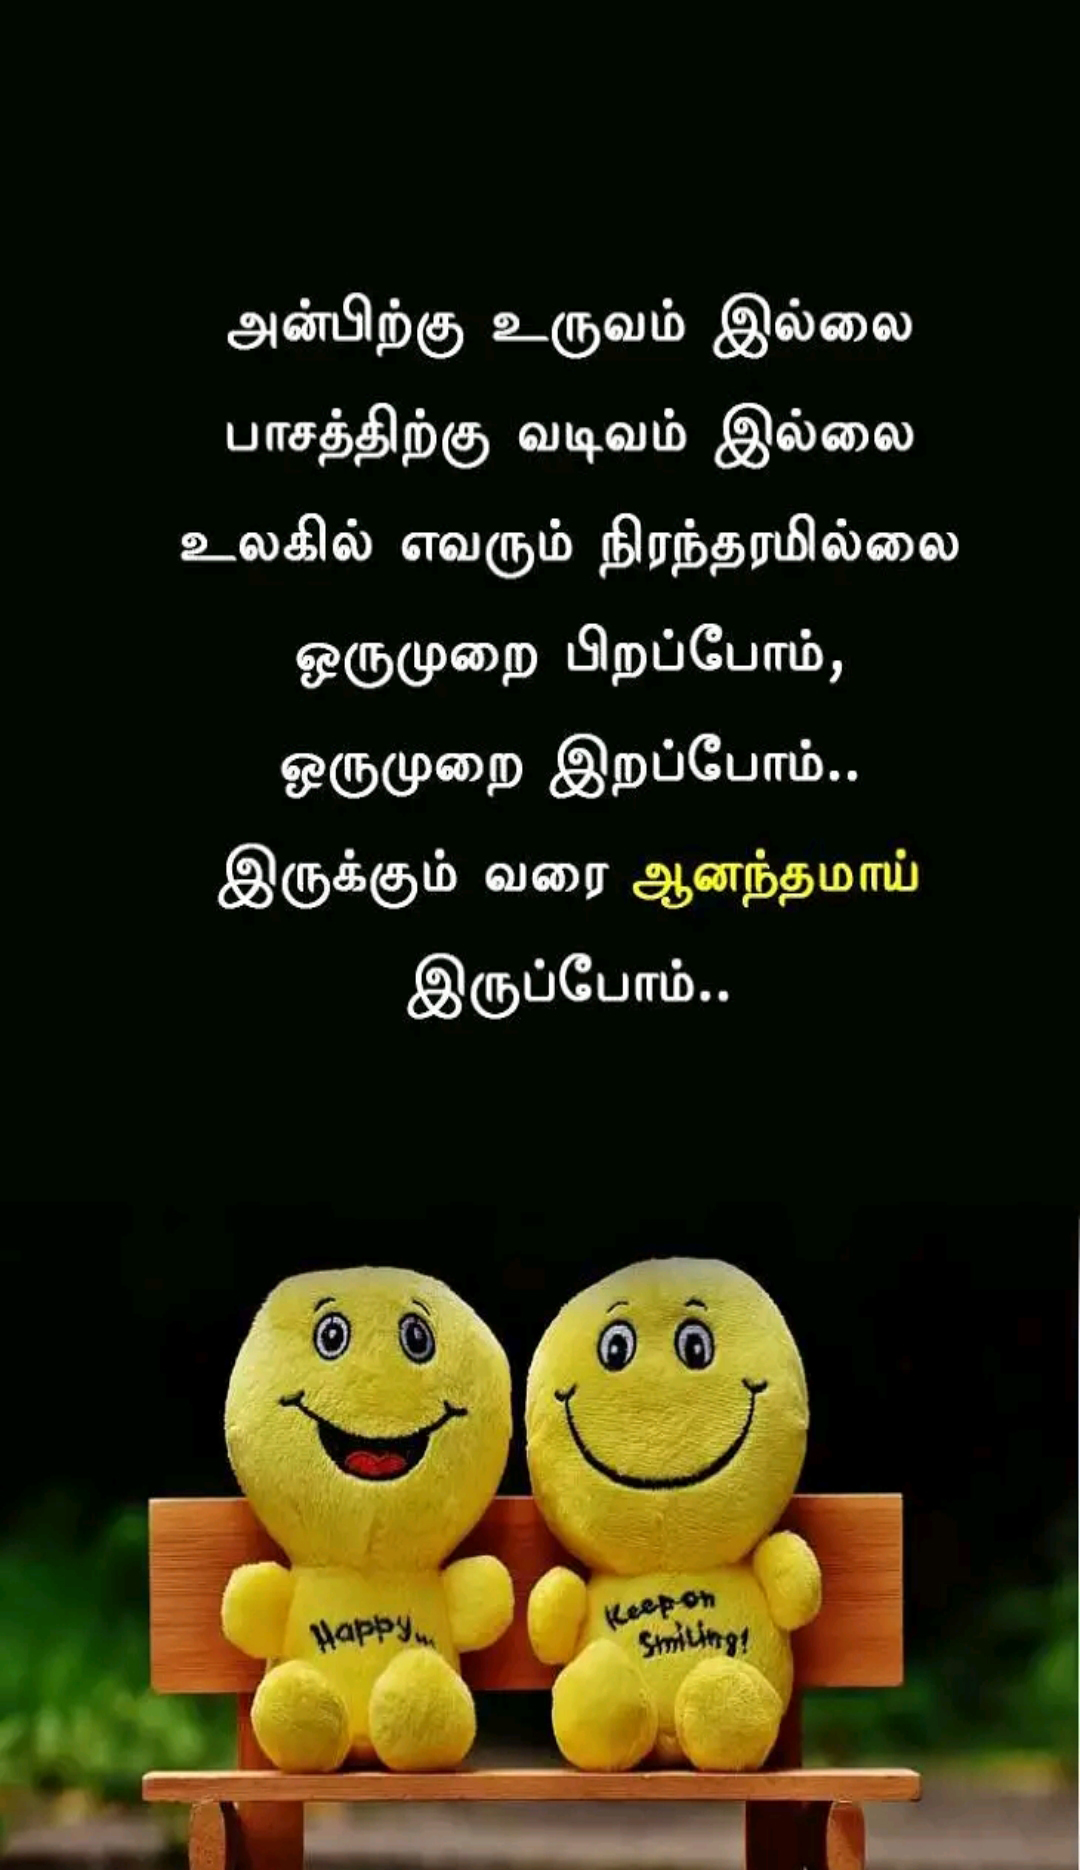 அன்பிற்கு உருவம் இல்லை
பாசத்திற்கு வடிவம் இல்லை
உலகில் எவரும் நிரந்தரமில்லை
ஒருமுறை பிறப்போம்,
ஒருமுறை இறப்போம்..
இருக்கும் வரை ஆனந்தமாய்
இருப்போம்..
Happy...
Keep on
Smiling!